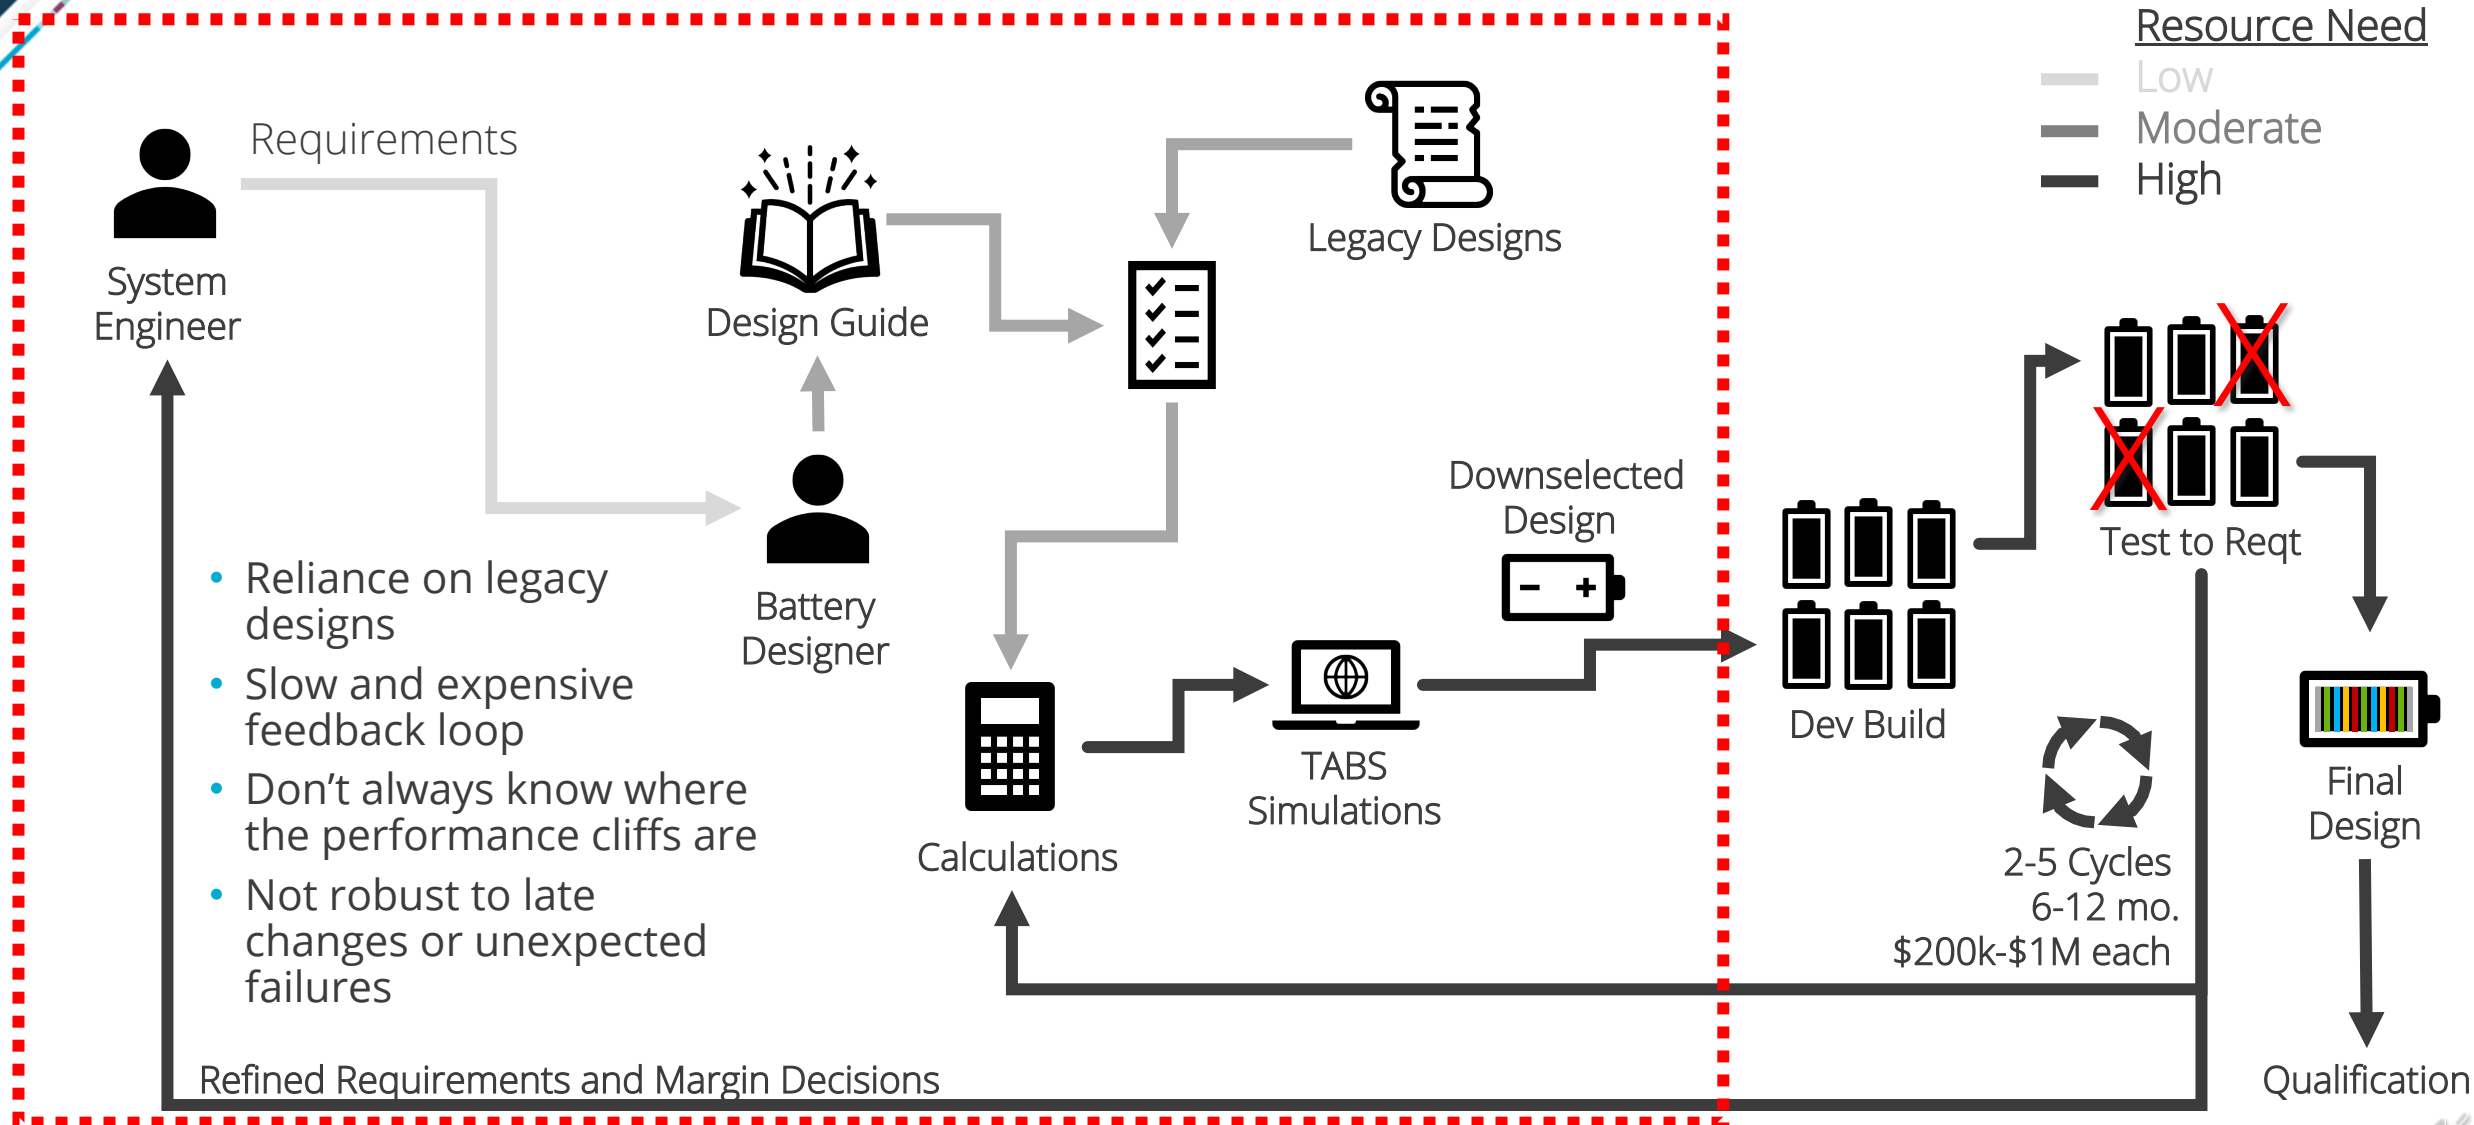 Resource Need
Low
Moderate
High
Requirements
System
Engineer
Design Guide
Legacy Designs
Battery
Designer
• Reliance on legacy
designs
• Slow and expensive
feedback loop
• Don’t always know where
the performance cliffs are
• Not robust to late
changes or unexpected
failures
Calculations
TABS
Simulations
Downselected
Design
Dev Build
Test to Reqt
2-5 Cycles
6-12 mo.
$200k-$1M each
Final
Design
Qualification
Refined Requirements and Margin Decisions